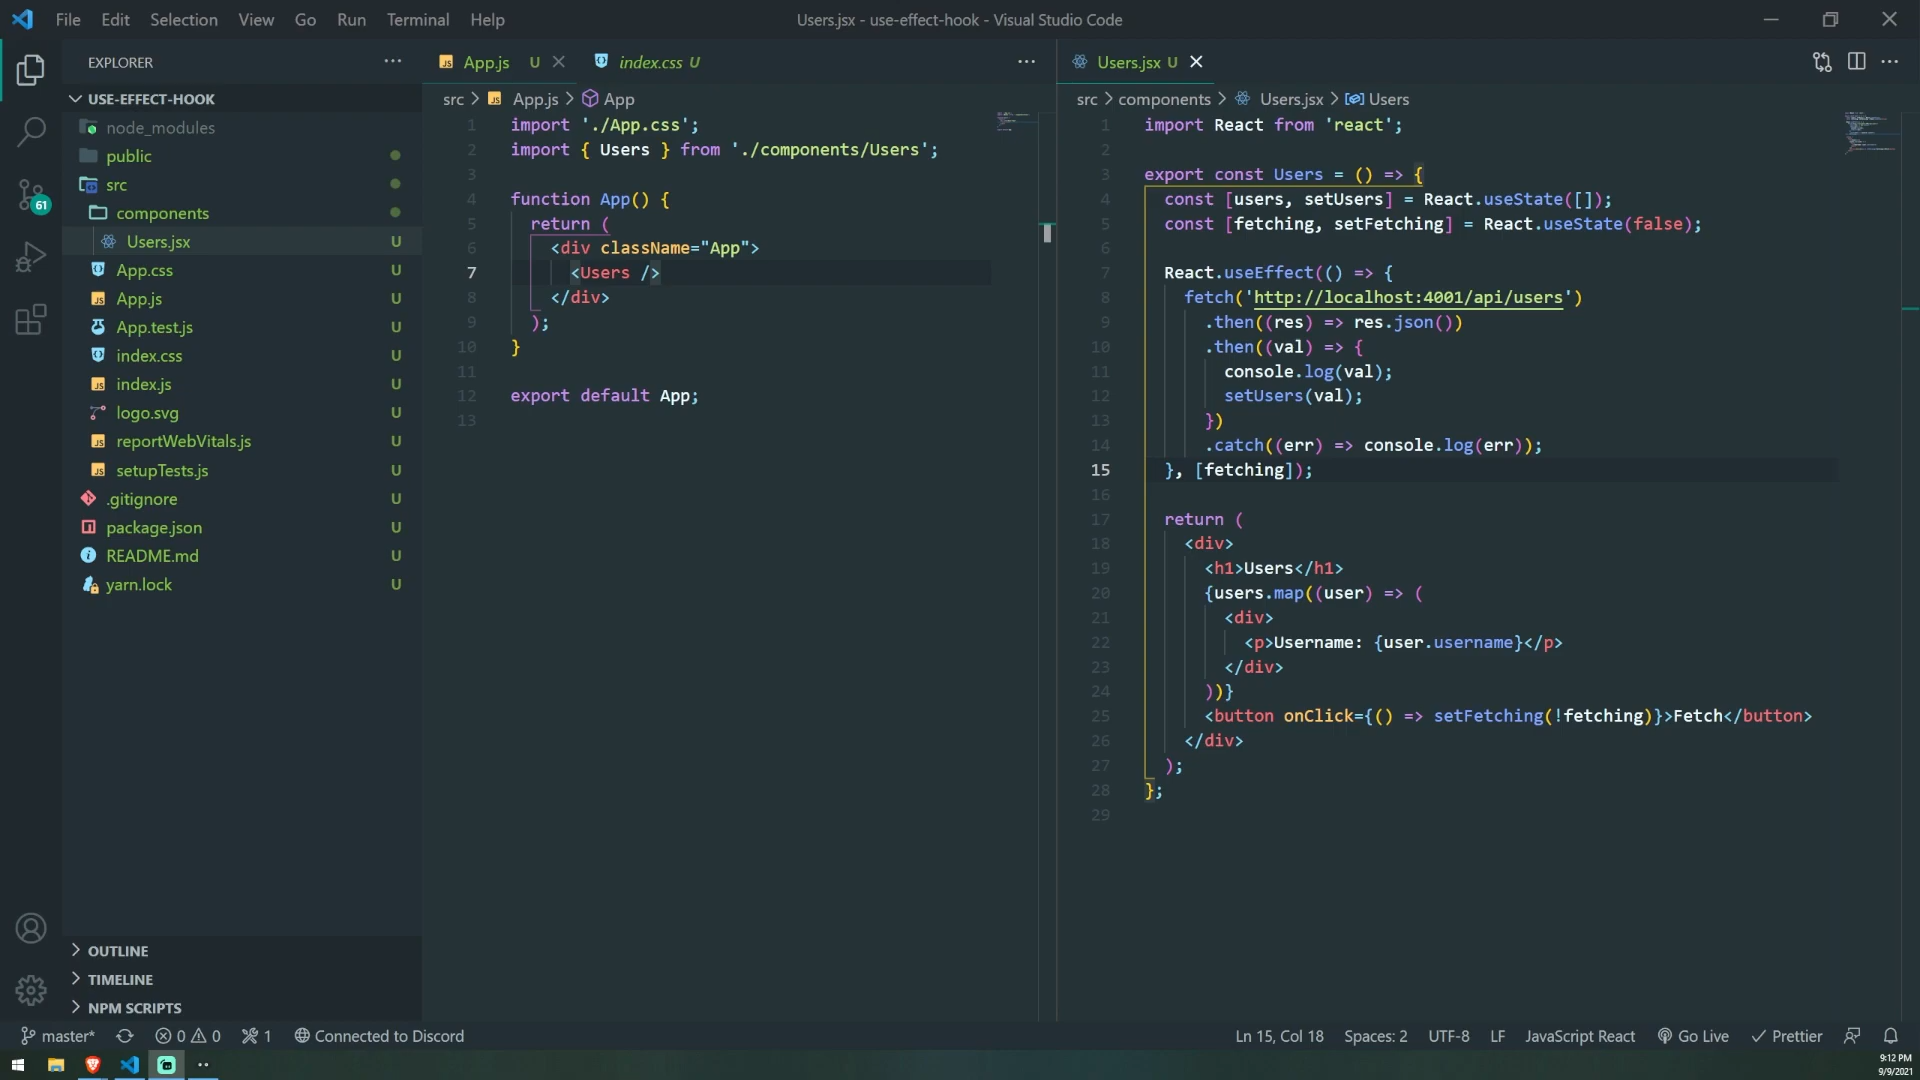 File Edit Selection View Go Run Terminal Help
Users.jsx - use-effect-hook - Visual Studio Code
EXPLORER
USE-EFFECT-HOOK
node_modules
public
src
components
Users.jsx U
App.css U
App.js U
App.test.js U
index.css U
index.js U
logo.svg U
reportWebVitals.js U
setupTests.js U
.gitignore U
package.json U
README.md U
yarn.lock U
OUTLINE
TIMELINE
NPM SCRIPTS
61
App.js U
index.css U
src > App.js > App
1 import './App.css';
2 import { Users } from './components/Users';
3
4 function App() {
5 return (
6 <div className="App">
7 <Users />
8 </div>
9 );
10 }
11
12 export default App;
13
Users.jsx U
src > components > Users.jsx > Users
1 import React from 'react';
2
3 export const Users = () => {
4 const [users, setUsers] = React.useState([]);
5 const [fetching, setFetching] = React.useState(false);
6
7 React.useEffect(() => {
8 fetch('http://localhost:4001/api/users')
9 .then((res) => res.json())
10 .then((val) => {
11 console.log(val);
12 setUsers(val);
13 })
14 .catch((err) => console.log(err));
15 }, [fetching]);
16
17 return (
18 <div>
19 <h1>Users</h1>
20 {users.map((user) => (
21 <div>
22 <p>Username: {user.username}</p>
23 </div>
24 ))}
25 <button onClick={() => setFetching(!fetching)}>Fetch</button>
26 </div>
27 );
28 };
29
master* 0 0 1 Connected to Discord
Ln 15, Col 18 Spaces: 2 UTF-8 LF JavaScript React Go Live Prettier
9:12 PM
9/9/2021